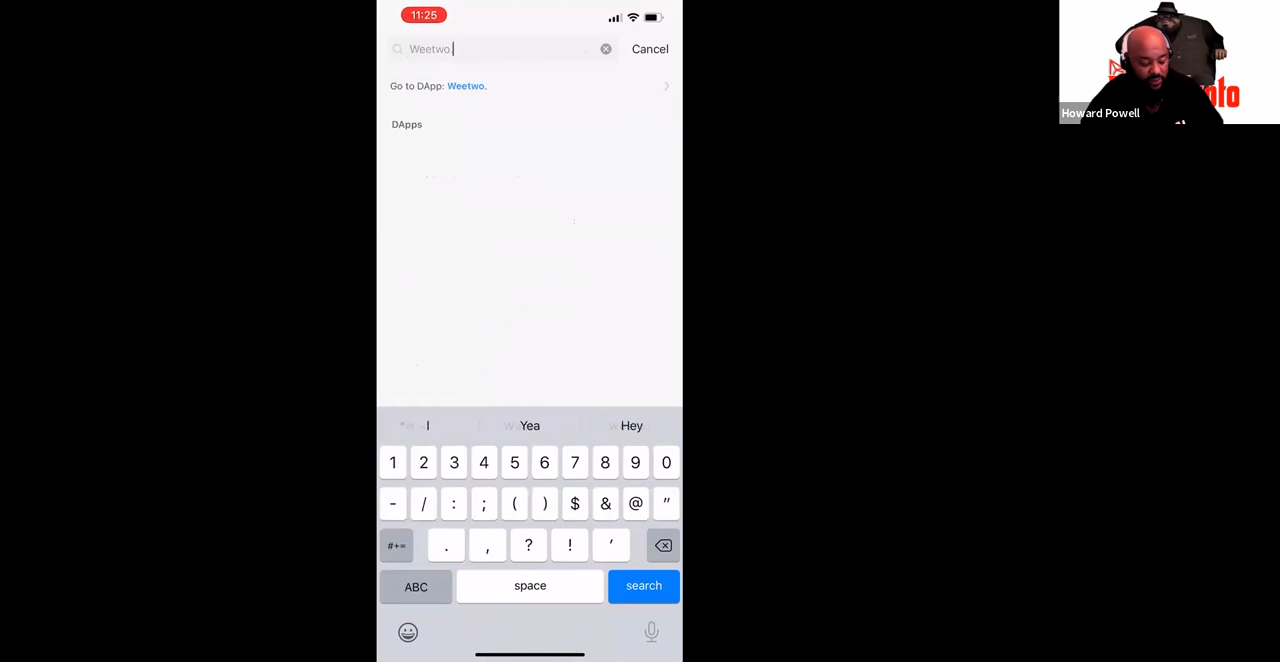 11:25
Weetwo.
Cancel
Go to DApp: Weetwo.
DApps
I Yea Hey
1 2 3 4 5 6 7 8 9 0
- / : ; ( ) $ & @ "
#+= . , ? ! '
ABC space search
Howard Powell